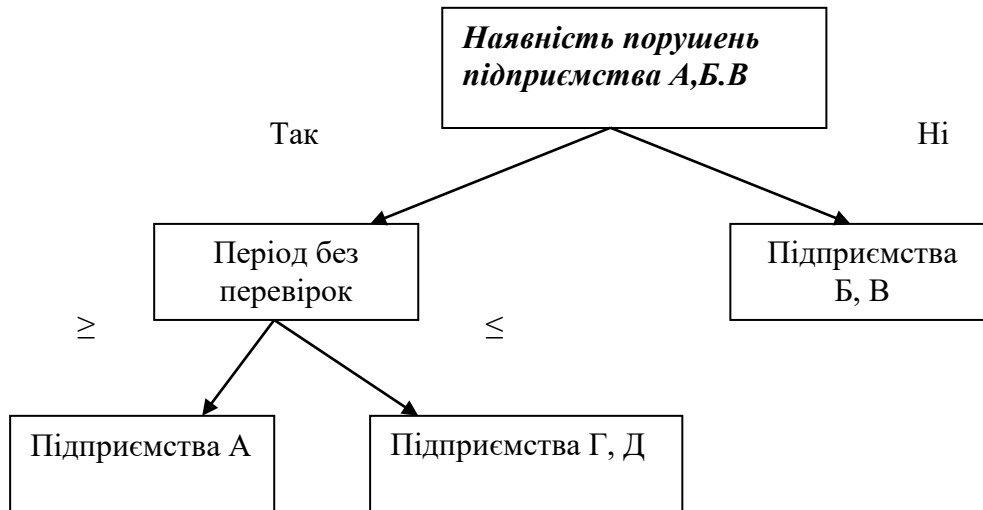 Наявність порушень
підприємства А,Б.В
Так
Ні
Період без
перевірок
Підприємства
Б, В
≥
≤
Підприємства А
Підприємства Г, Д